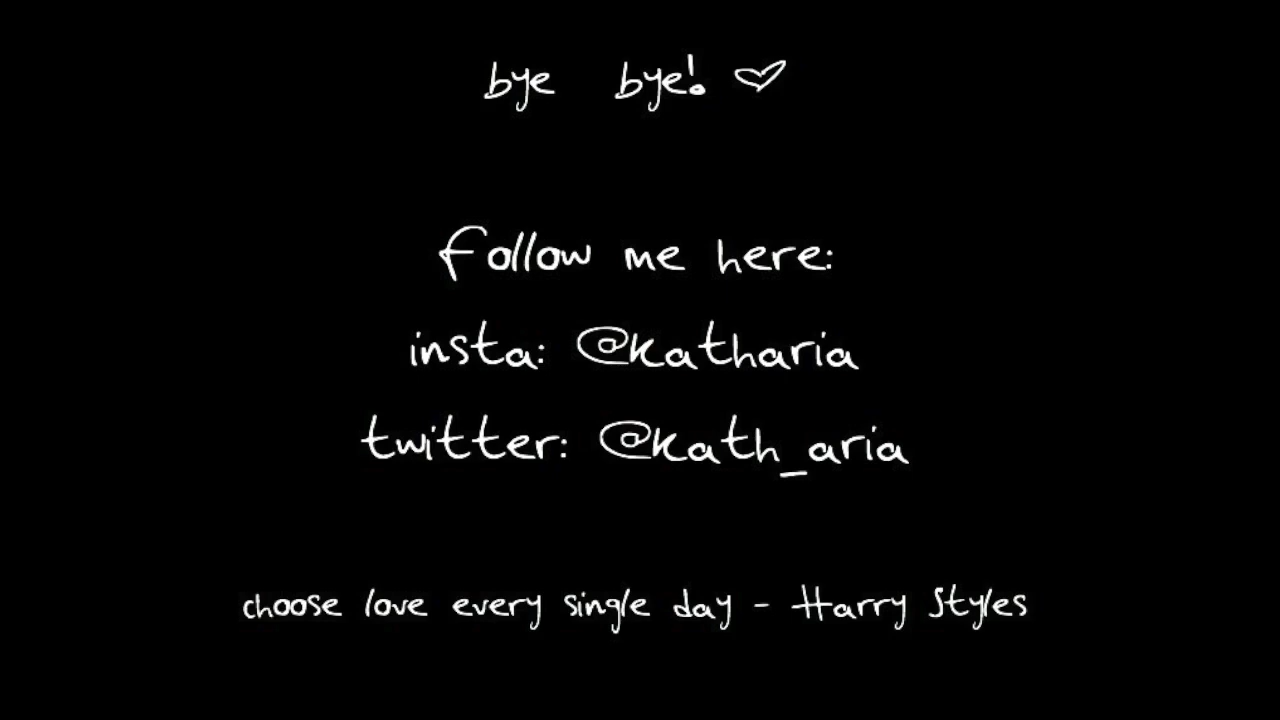 bye bye! ♡
follow me here:
insta: @katharia
twitter: @kath_aria
choose love every single day - Harry Styles